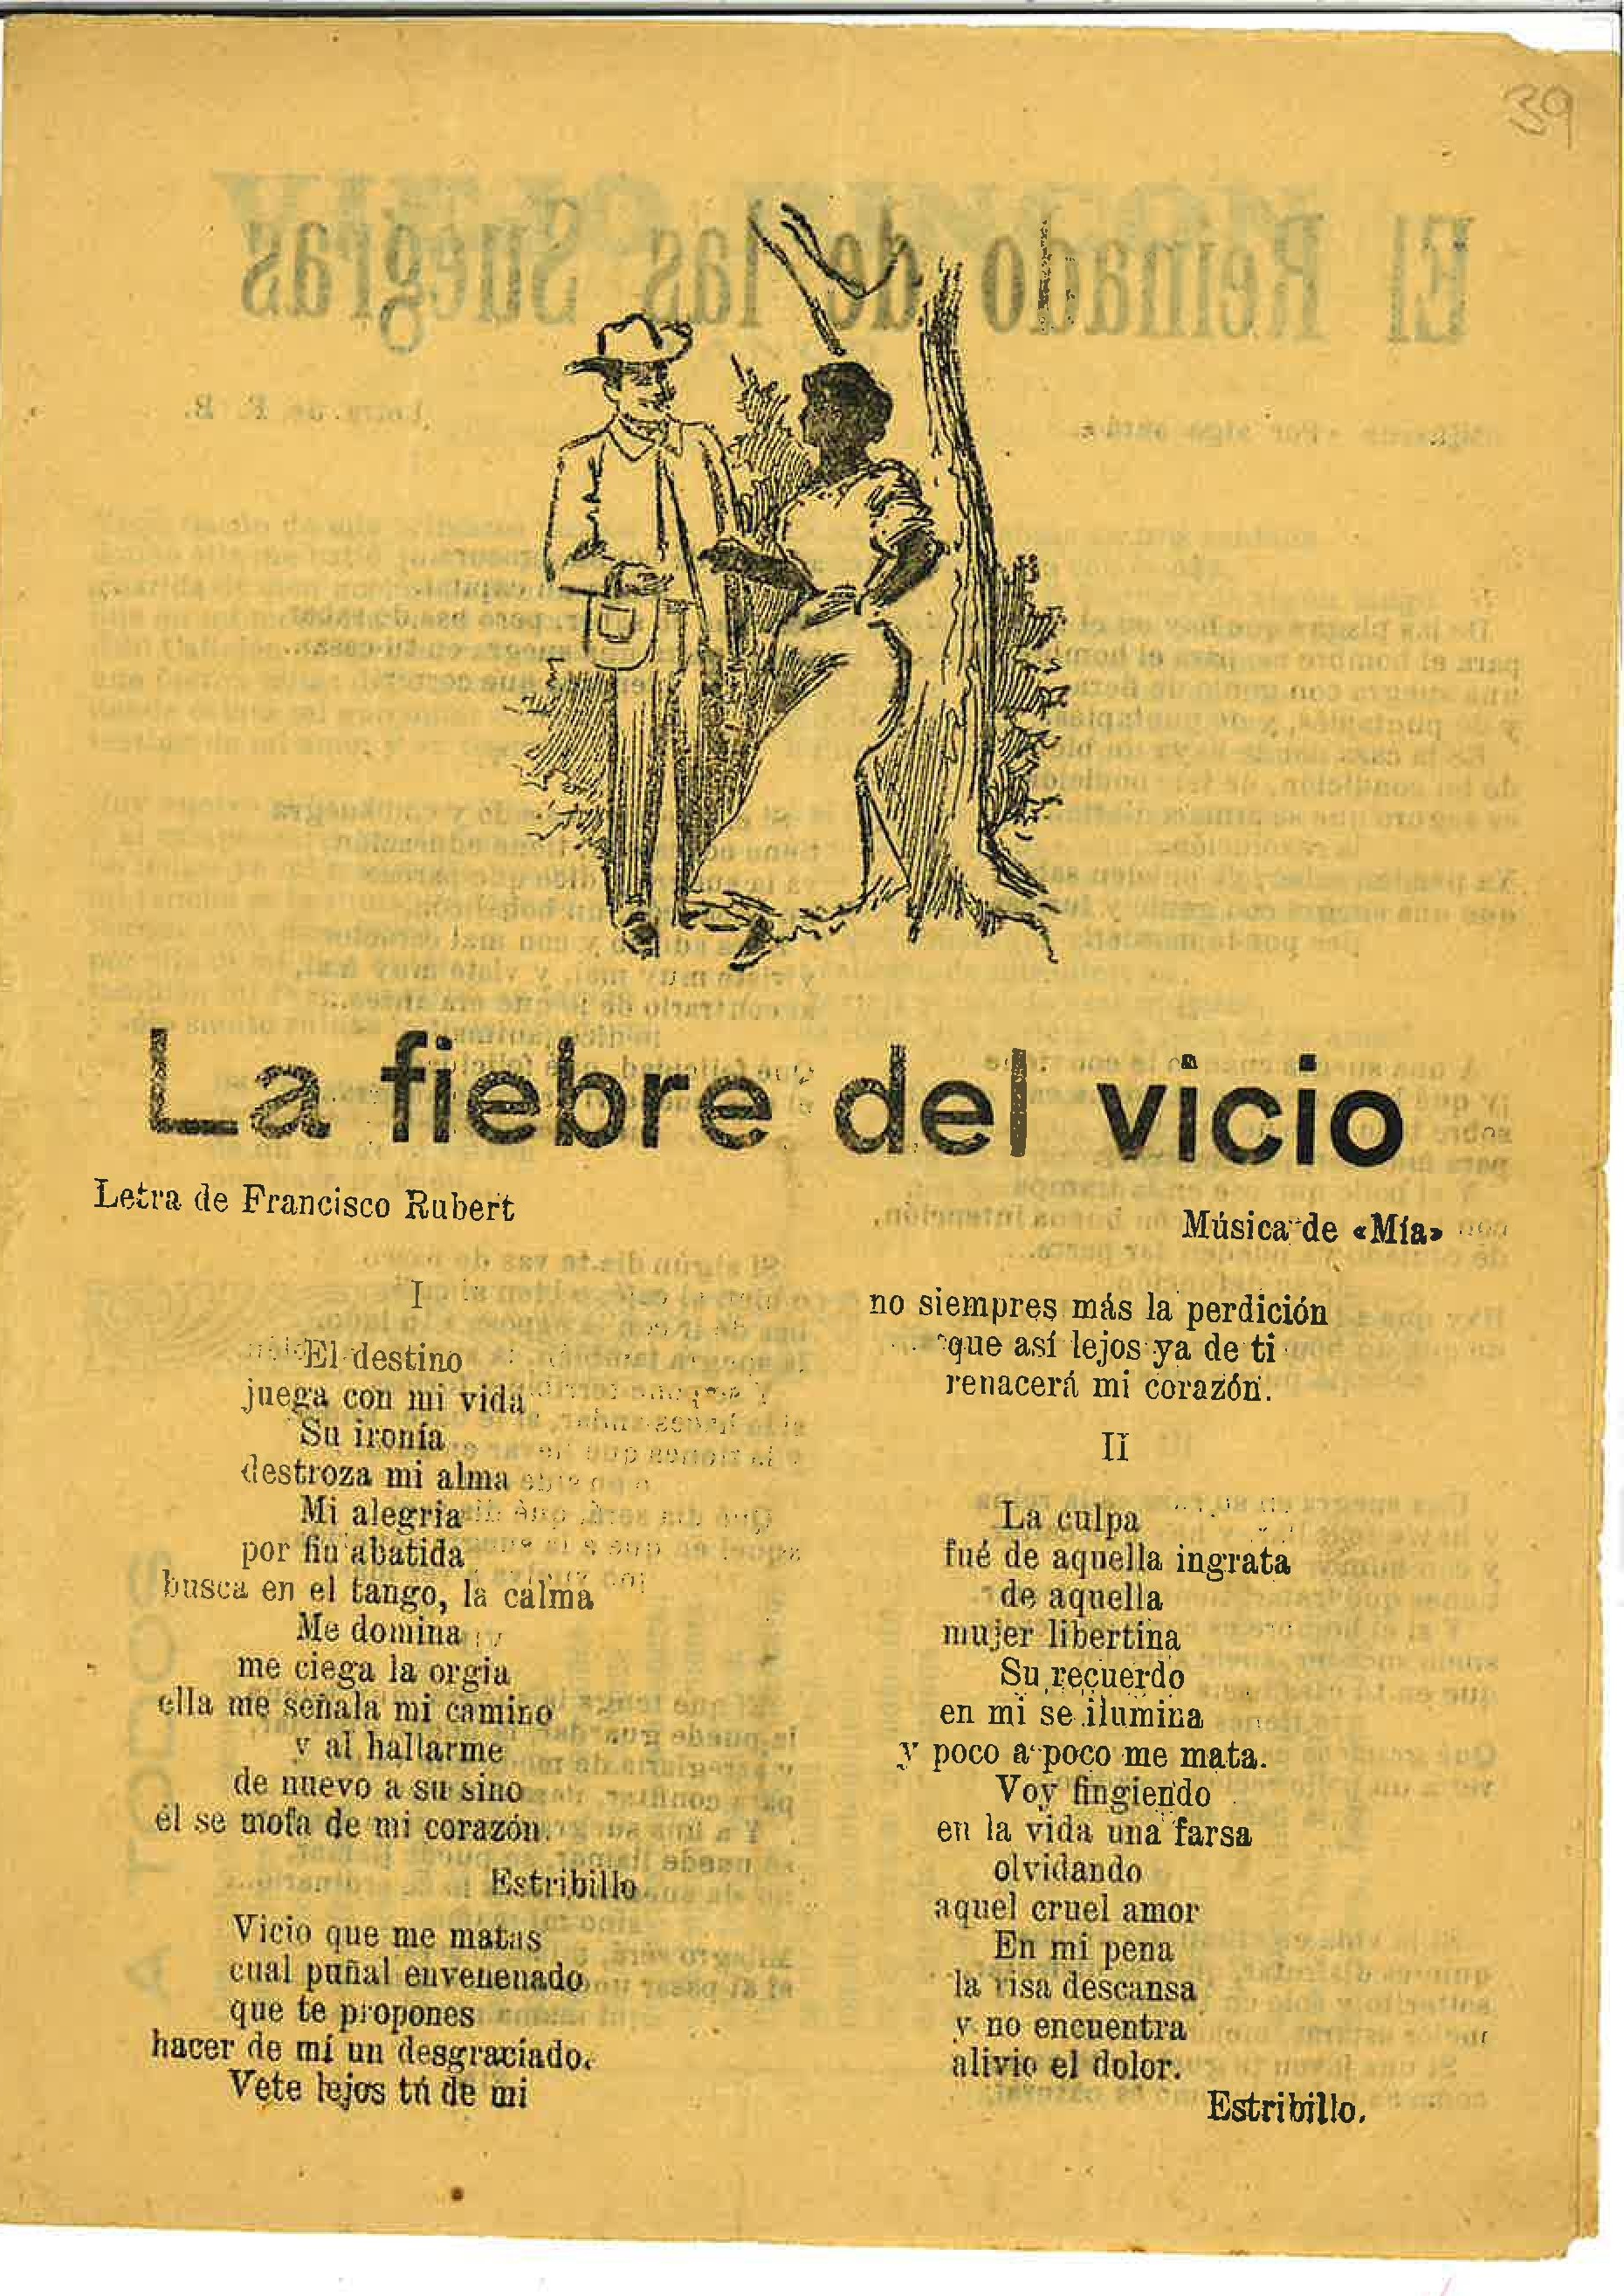 39
La fiebre del vicio
Letra de Francisco Rubert
Música de «Mía»
I
El destino
juega con mi vida
Su ironía
destroza mi alma
Mi alegria
por fin abatida
busca en el tango, la calma
Me domina
me ciega la orgia
ella me señala mi camino
y al hallarme
de nuevo a su sino
él se mofa de mi corazón.
Estribillo
Vicio que me matas
cual puñal envenenado
que te propones
hacer de mí un desgraciado.
Vete lejos tú de mi
no siempres más la perdición
que así lejos ya de ti
renacerá mi corazón.
II
La culpa
fué de aquella ingrata
de aquella
mujer libertina
Su recuerdo
en mi se ilumina
y poco a poco me mata.
Voy fingiendo
en la vida una farsa
olvidando
aquel cruel amor
En mi pena
la risa descansa
y no encuentra
alivio el dolor.
Estribillo.